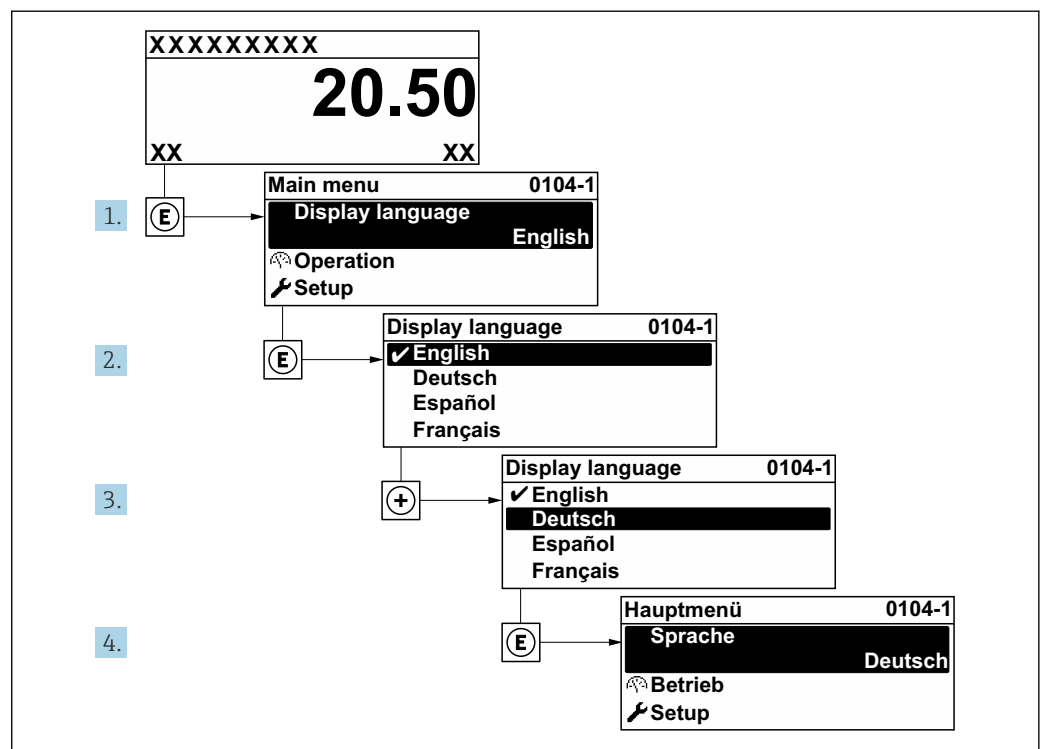 XXXXXXXXX
20.50
XX XX
1. E
Main menu 0104-1
Display language
English
Operation
Setup
2. E
Display language 0104-1
✔English
Deutsch
Español
Français
3. +
Display language 0104-1
✔English
Deutsch
Español
Français
4. E
Hauptmenü 0104-1
Sprache
Deutsch
Betrieb
Setup